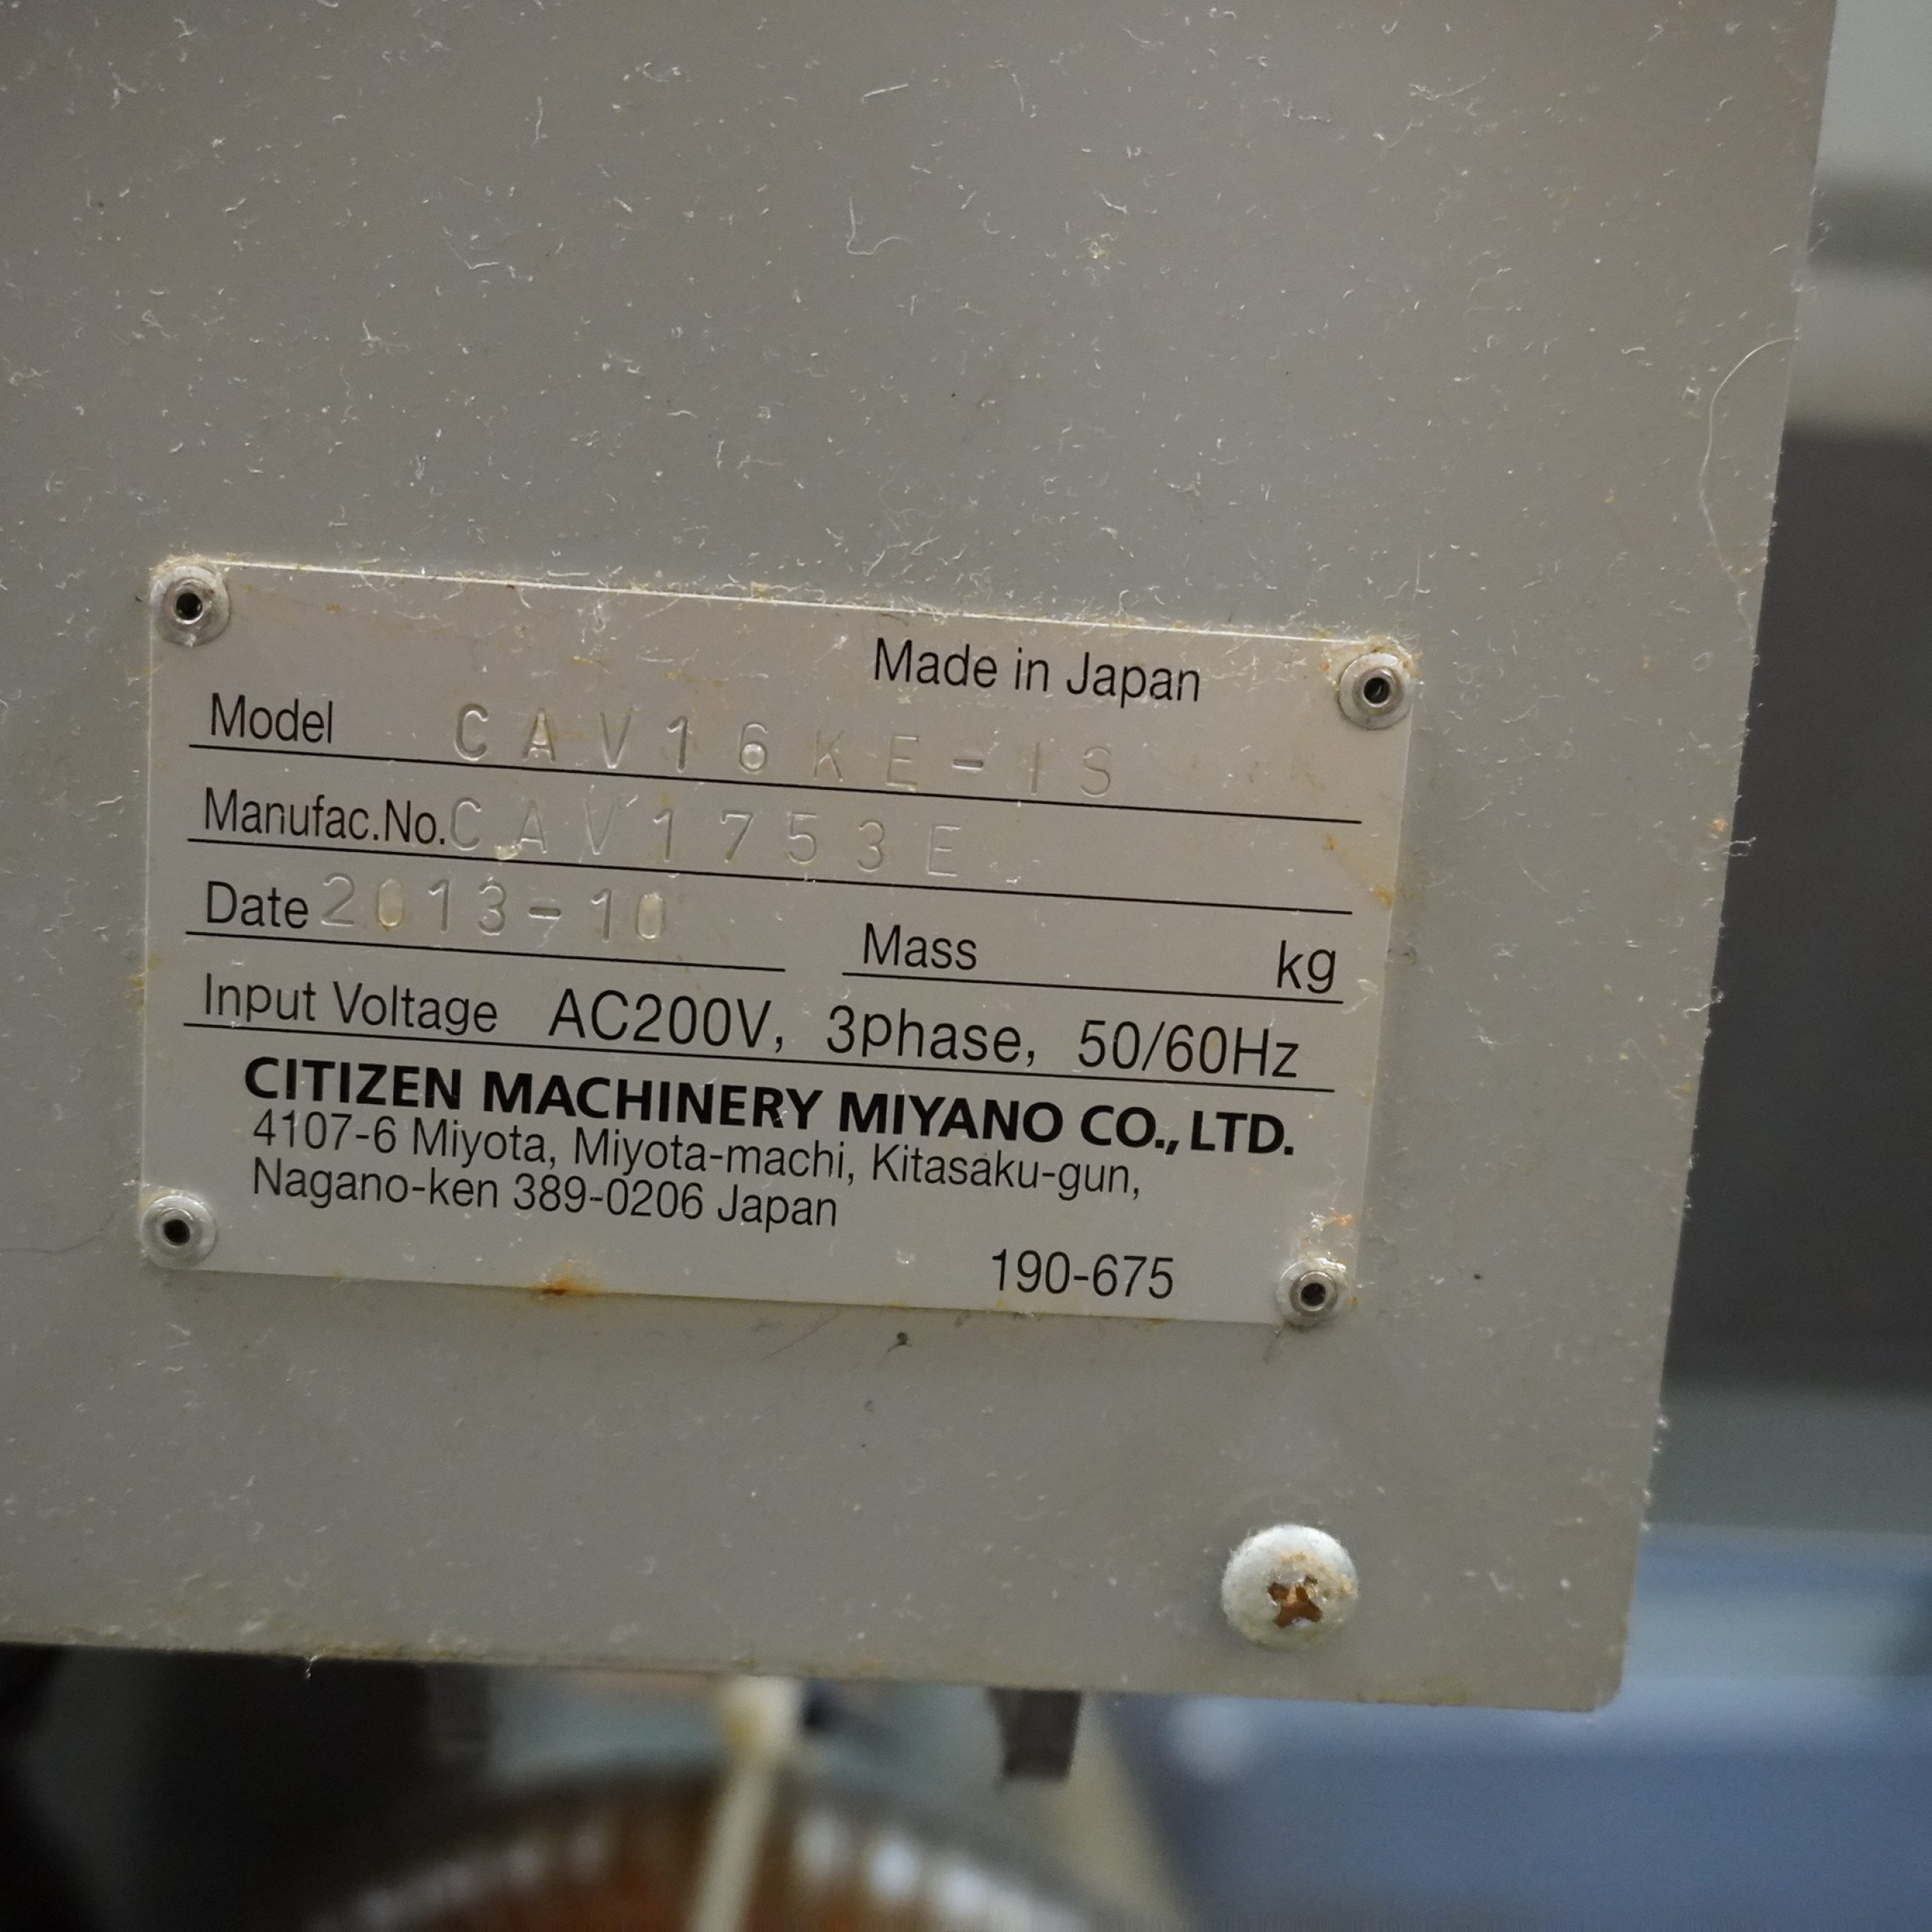 Made in Japan
Model CAV16KE-IS
Manufac.No. CAV1753E
Date 2013-10
Mass kg
Input Voltage AC200V, 3phase, 50/60Hz
CITIZEN MACHINERY MIYANO CO., LTD.
4107-6 Miyota, Miyota-machi, Kitasaku-gun,
Nagano-ken 389-0206 Japan
190-675